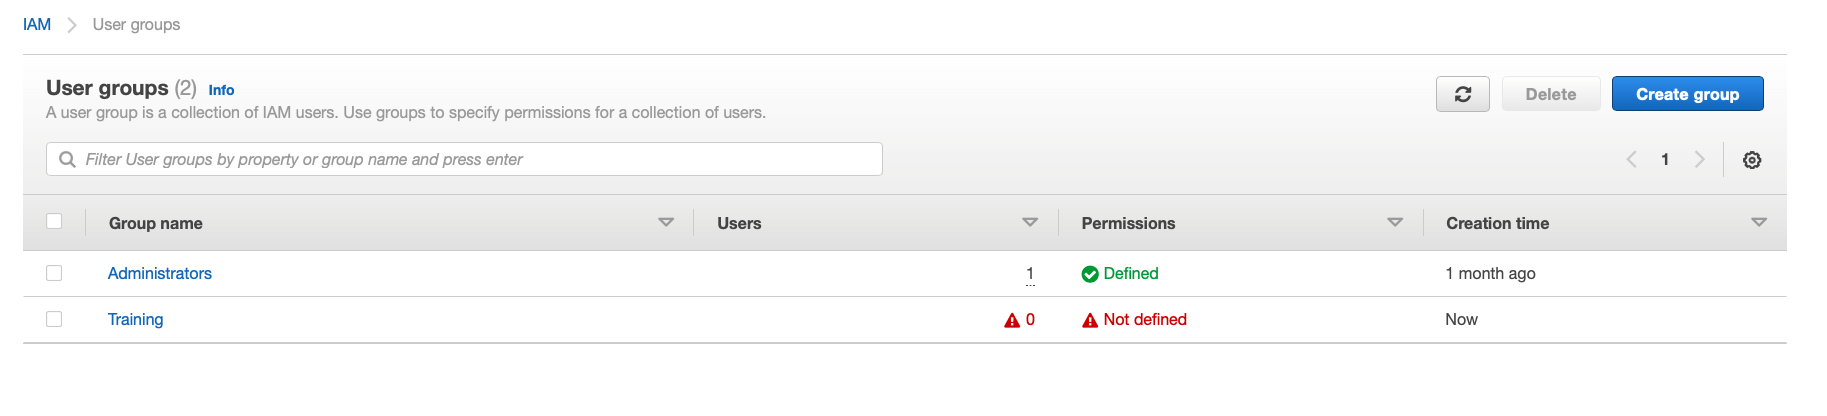 IAM User groups
User groups (2) Info
A user group is a collection of IAM users. Use groups to specify permissions for a collection of users.
Delete
Create group
Filter User groups by property or group name and press enter
1
Group name Users Permissions Creation time
Administrators 1 Defined 1 month ago
Training 0 Not defined Now